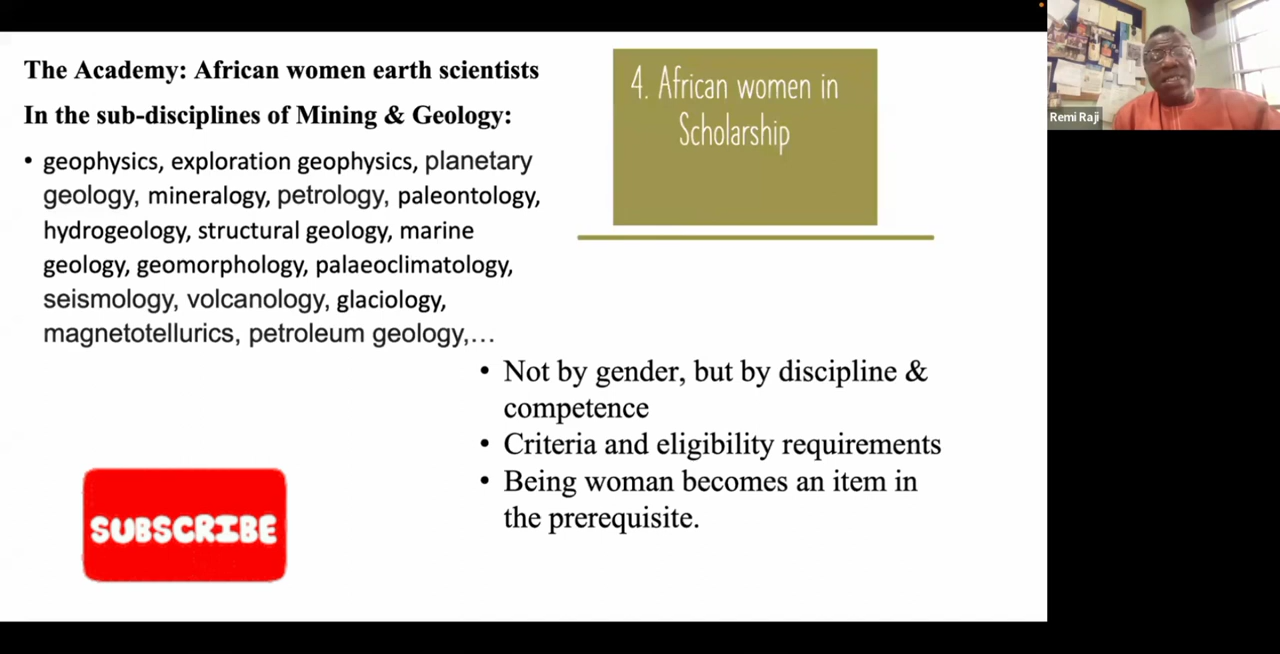 The Academy: African women earth scientists
In the sub-disciplines of Mining & Geology:
• geophysics, exploration geophysics, planetary
geology, mineralogy, petrology, paleontology,
hydrogeology, structural geology, marine
geology, geomorphology, palaeoclimatology,
seismology, volcanology, glaciology,
magnetotellurics, petroleum geology,…
4. African women in
Scholarship
• Not by gender, but by discipline &
competence
• Criteria and eligibility requirements
• Being woman becomes an item in
the prerequisite.
SUBSCRIBE
Remi Raji